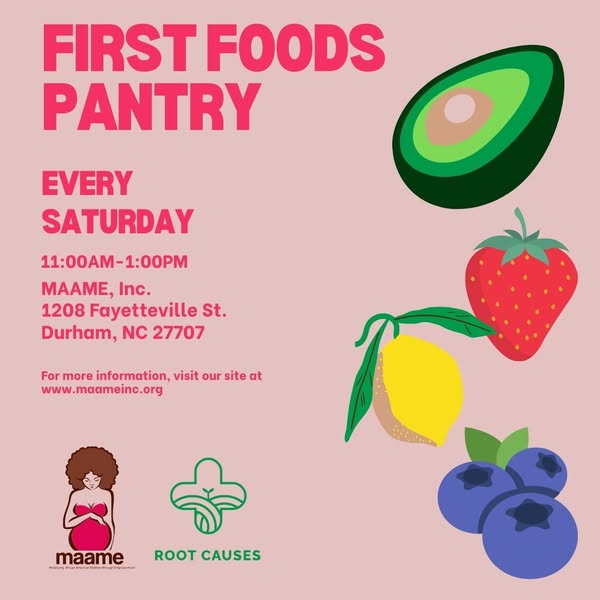 FIRST FOODS
PANTRY
EVERY
SATURDAY
11:00AM-1:00PM
MAAME, Inc.
1208 Fayetteville St.
Durham, NC 27707
For more information, visit our site at
www.maameinc.org
maame
ROOT CAUSES